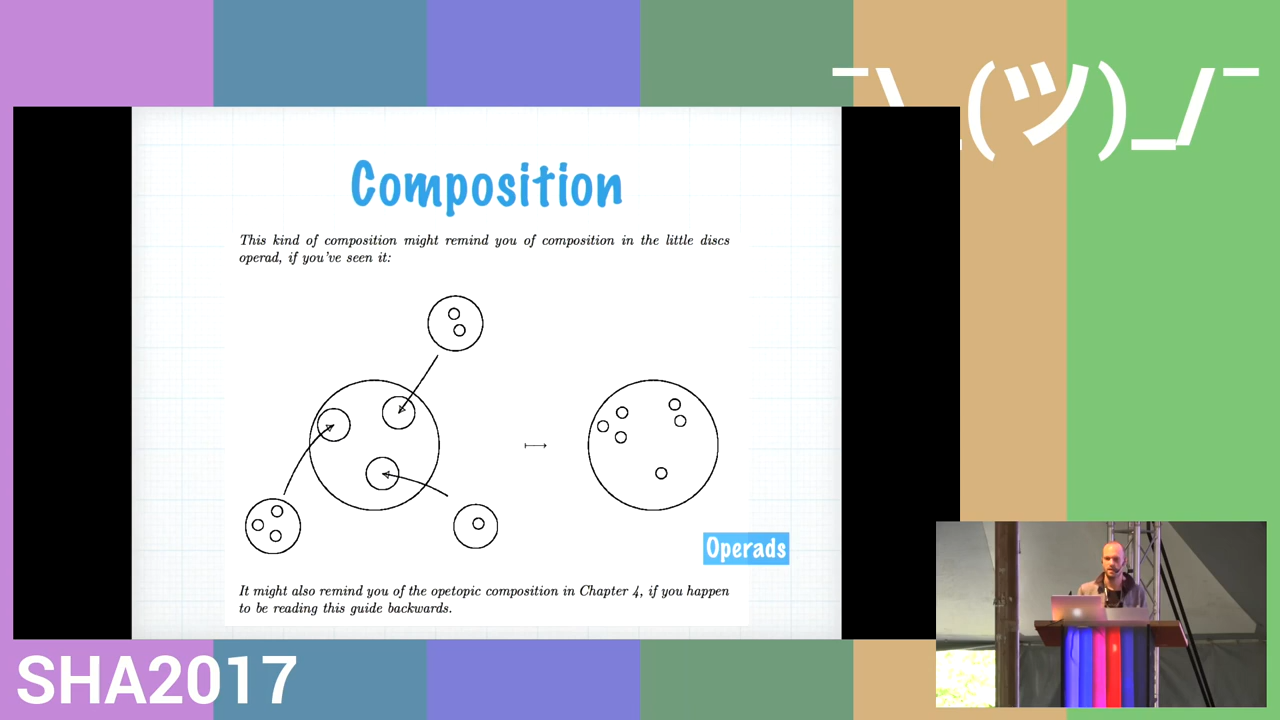 ¯\_(ツ)_/¯
Composition
This kind of composition might remind you of composition in the little discs
operad, if you've seen it:
Operads
It might also remind you of the opetopic composition in Chapter 4, if you happen
to be reading this guide backwards.
SHA2017